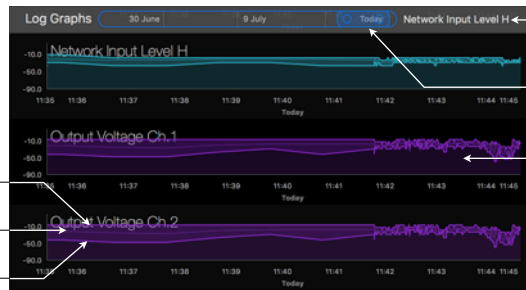 Log Graphs 30 June 9 July Today Network Input Level H
Network Input Level H
-10.0
-50.0
-90.0
11:35 11:36 11:37 11:38 11:39 11:40 11:41 11:42 11:43 11:44 11:45
Today
Output Voltage Ch.1
-10.0
-50.0
-90.0
11:35 11:36 11:37 11:38 11:39 11:40 11:41 11:42 11:43 11:44 11:45
Today
Output Voltage Ch.2
-10.0
-50.0
-90.0
11:35 11:36 11:37 11:38 11:39 11:40 11:41 11:42 11:43 11:44 11:45
Today